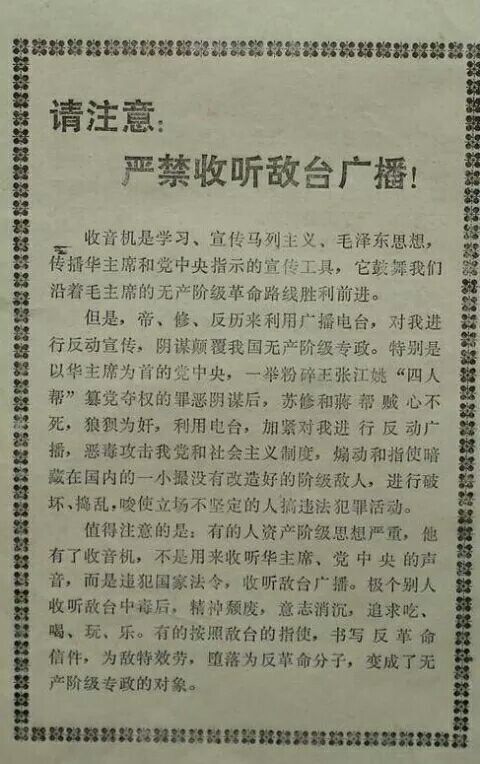 请注意：
严禁收听敌台广播！
收音机是学习、宣传马列主义、毛泽东思想，
传播华主席和党中央指示的宣传工具，它鼓舞我们
沿着毛主席的无产阶级革命路线胜利前进。
但是，帝、修、反历来利用广播电台，对我进
行反动宣传，阴谋颠覆我国无产阶级专政。特别是
以华主席为首的党中央，一举粉碎王张江姚“四人
帮”篡党夺权的罪恶阴谋后，苏修和蒋帮贼心不
死，狼狈为奸，利用电台，加紧对我进行反动广
播，恶毒攻击我党和社会主义制度，煽动和指使暗
藏在国内的一小撮没有改造好的阶级敌人，进行破
坏、捣乱，唆使立场不坚定的人搞违法犯罪活动。
值得注意的是：有的人资产阶级思想严重，他
有了收音机，不是用来收听华主席、党中央的声
音，而是违犯国家法令，收听敌台广播。极个别人
收听敌台中毒后，精神颓废，意志消沉，追求吃、
喝、玩、乐。有的按照敌台的指使，书写反革命
信件，为敌特效劳，堕落为反革命分子，变成了无
产阶级专政的对象。